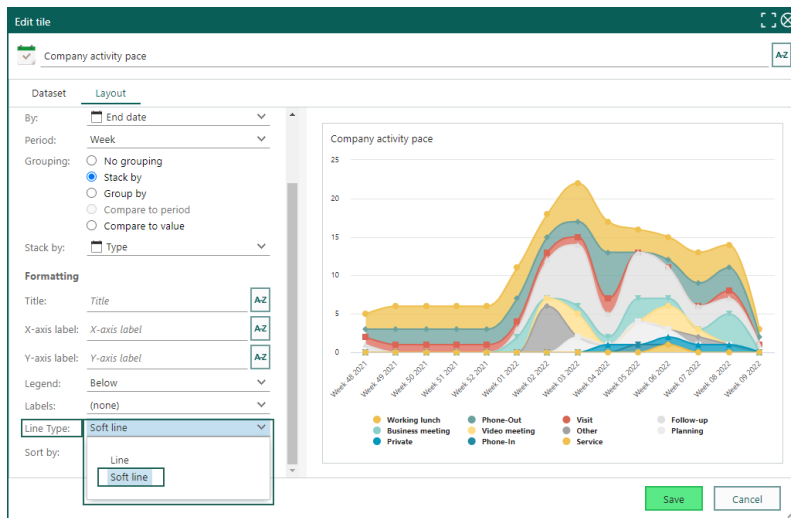 Edit tile
Company activity pace
A-Z
Dataset Layout
By: End date
Period: Week
Grouping: No grouping
Stack by
Group by
Compare to period
Compare to value
Stack by: Type
Formatting
Title: Title A-Z
X-axis label: X-axis label A-Z
Y-axis label: Y-axis label A-Z
Legend: Below
Labels: (none)
Line Type: Soft line
Sort by:
Line
Soft line
Company activity pace
25
20
15
10
5
0
Week 48 2021 Week 49 2021 Week 50 2021 Week 51 2021 Week 52 2021 Week 01 2022 Week 02 2022 Week 03 2022 Week 04 2022 Week 05 2022 Week 06 2022 Week 07 2022 Week 08 2022 Week 09 2022
Working lunch Phone-Out Visit Follow-up
Business meeting Video meeting Other Planning
Private Phone-In Service
Save Cancel